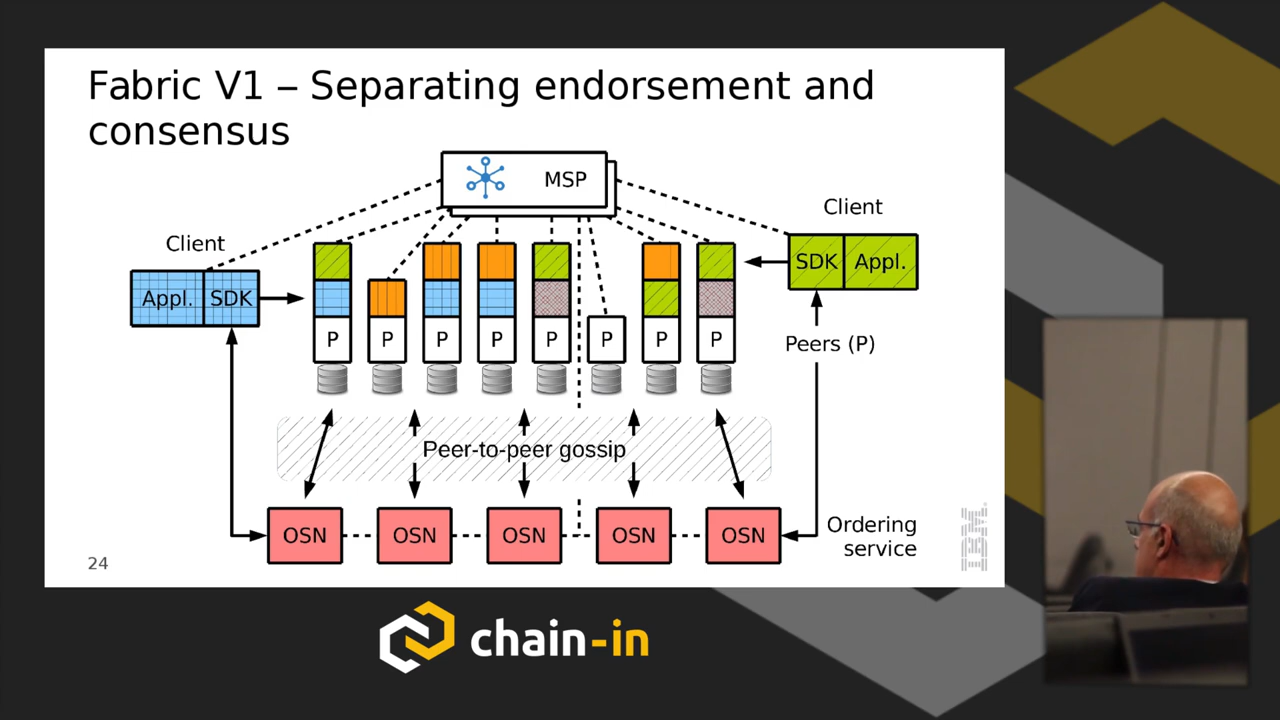 Fabric V1 – Separating endorsement and
consensus
MSP
Client
Client
Appl. SDK
SDK Appl.
P P P P P P P P
Peers (P)
Peer-to-peer gossip
OSN OSN OSN OSN OSN
Ordering
service
24
IBM
chain-in